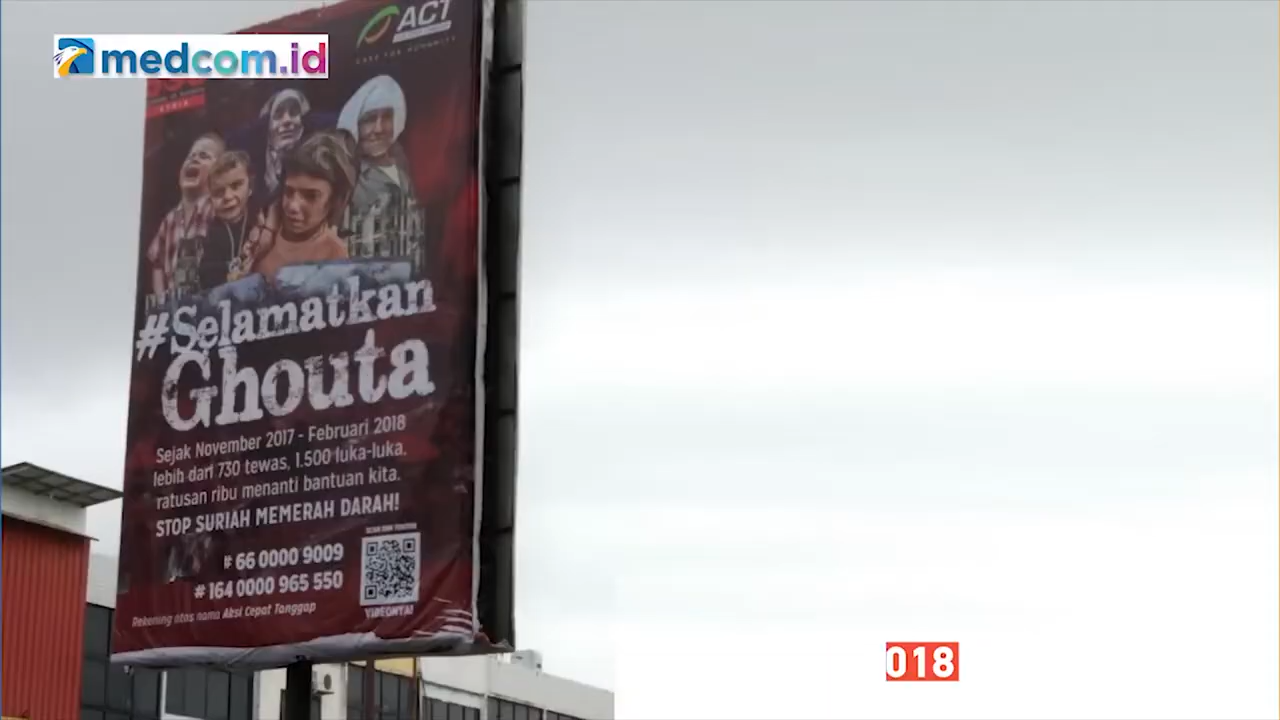 medcom.id
ACT
CARE FOR HUMANITY
SYRIA
#Selamatkan
Ghouta
Sejak November 2017 - Februari 2018
lebih dari 730 tewas, 1.500 luka-luka,
ratusan ribu menanti bantuan kita.
STOP SURIAH MEMERAH DARAH!
# 66 0000 9009
# 164 0000 965 550
Rekening atas nama Aksi Cepat Tanggap
VIDEONYA!
018